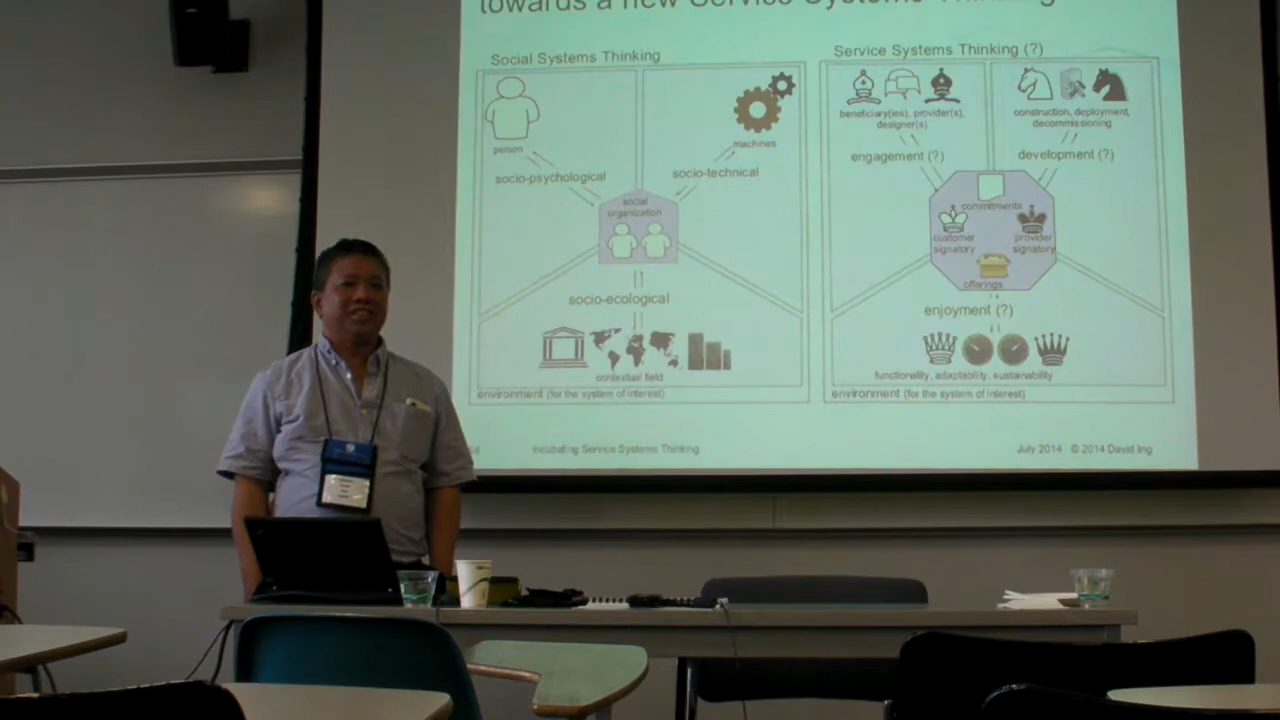 towards a new Service Systems Thinking
Social Systems Thinking
person
machines
socio-psychological
socio-technical
social
organization
socio-ecological
contextual field
environment (for the system of interest)
Service Systems Thinking (?)
beneficiary(ies), provider(s),
designer(s)
construction, deployment,
decommissioning
engagement (?)
development (?)
commitments
customer
signatory
provider
signatory
offerings
enjoyment (?)
functionality, adaptability, sustainability
environment (for the system of interest)
Incubating Service Systems Thinking
July 2014 © 2014 David Ing